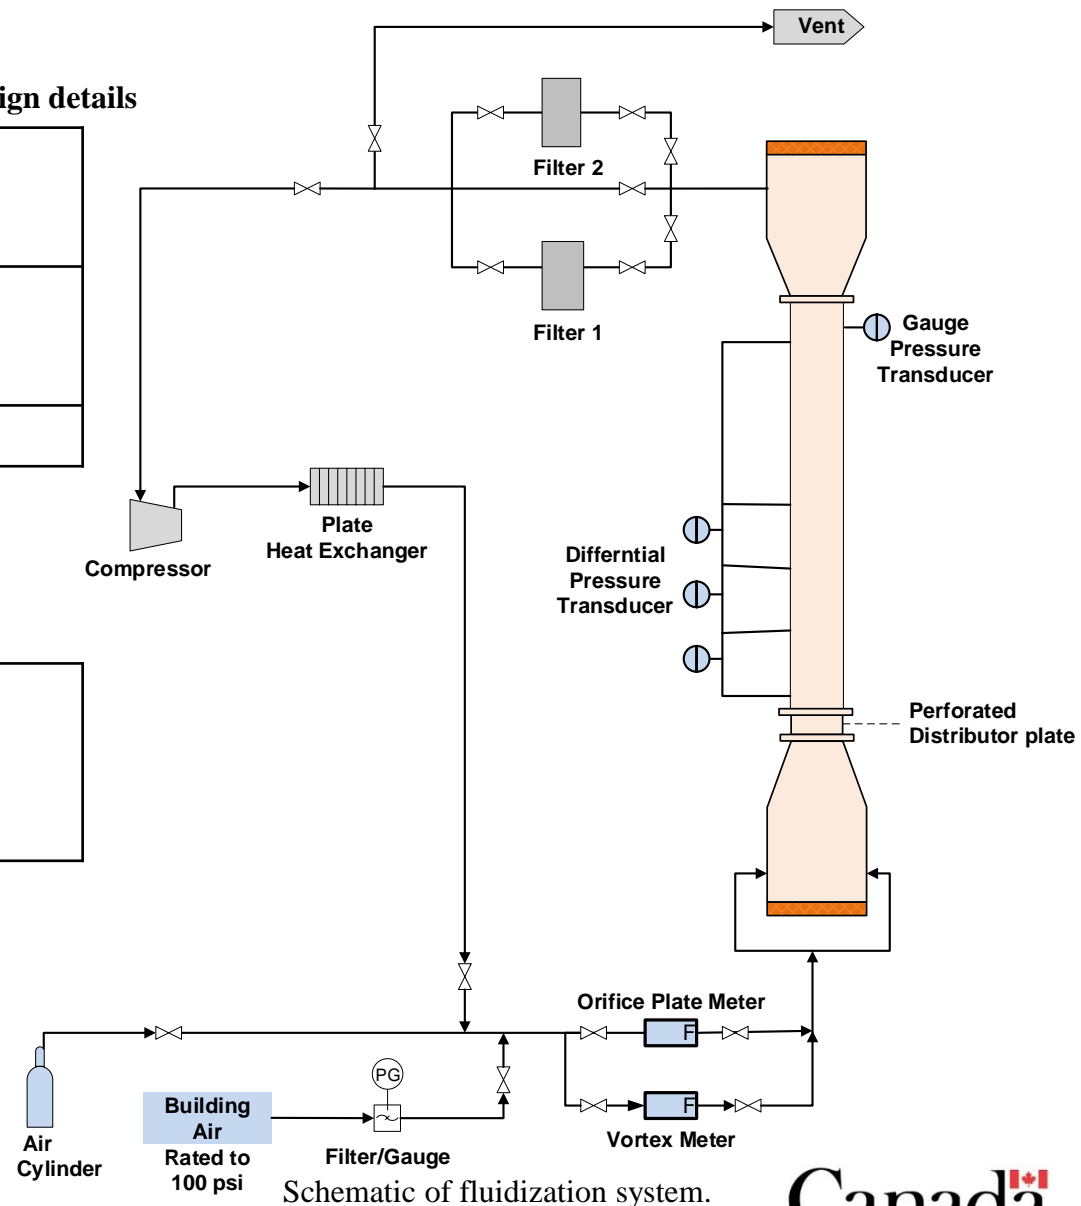 Vent
ign details
Filter 2
Filter 1
Gauge
Pressure
Transducer
Plate
Heat Exchanger
Compressor
Differntial
Pressure
Transducer
Perforated
Distributor plate
Orifice Plate Meter
F
PG
F
Building
Air
Rated to
100 psi
Air
Cylinder
Filter/Gauge
Vortex Meter
Schematic of fluidization system.
Canada